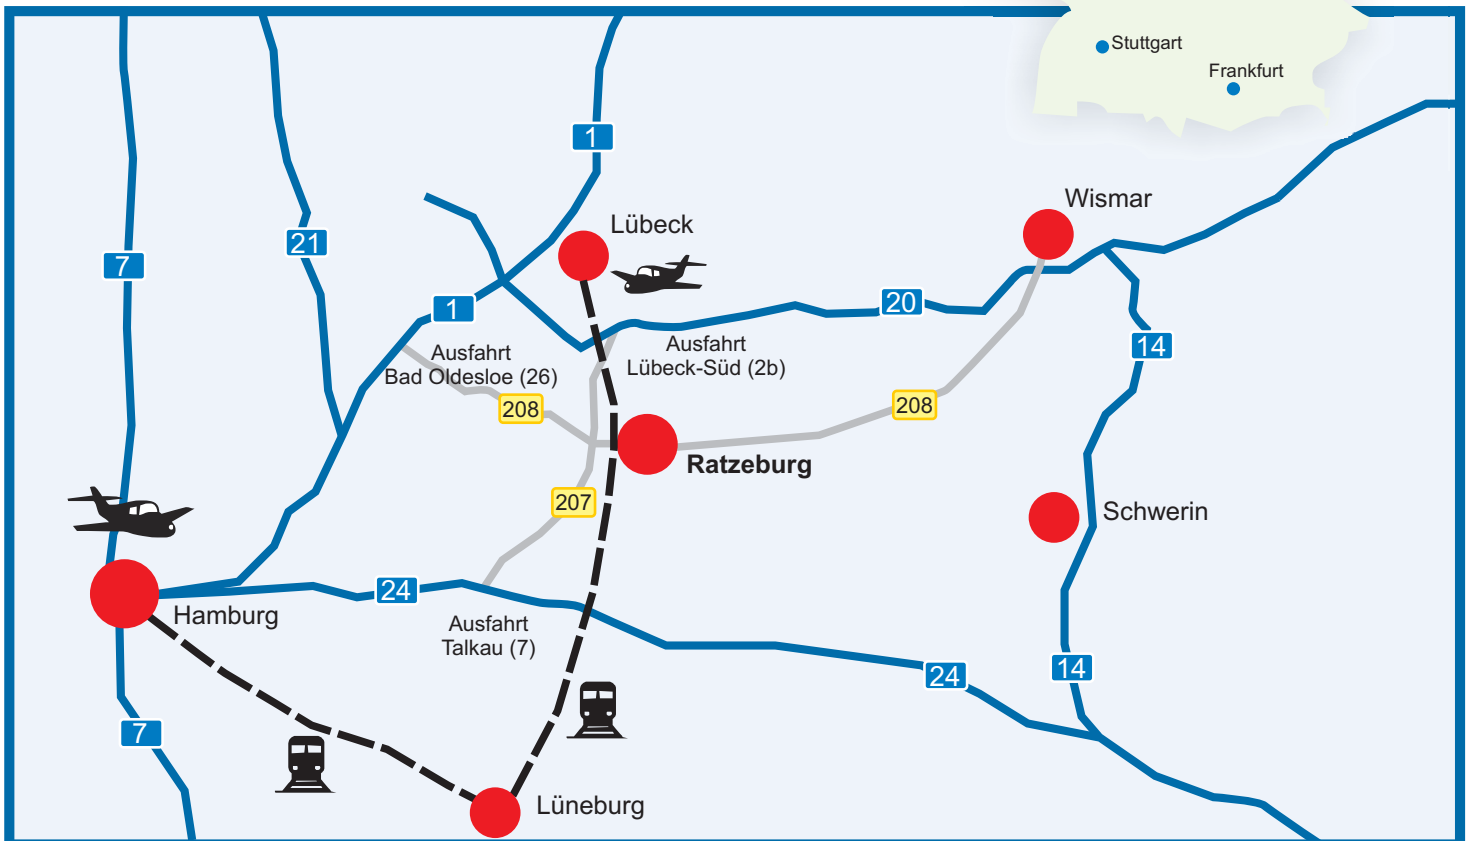 Stuttgart
Frankfurt
1
Wismar
Lübeck
21
7
20
1
14
Ausfahrt
Lübeck-Süd (2b)
Ausfahrt
Bad Oldesloe (26)
208
208
Ratzeburg
207
Schwerin
24
Hamburg
Ausfahrt
Talkau (7)
14
24
7
Lüneburg